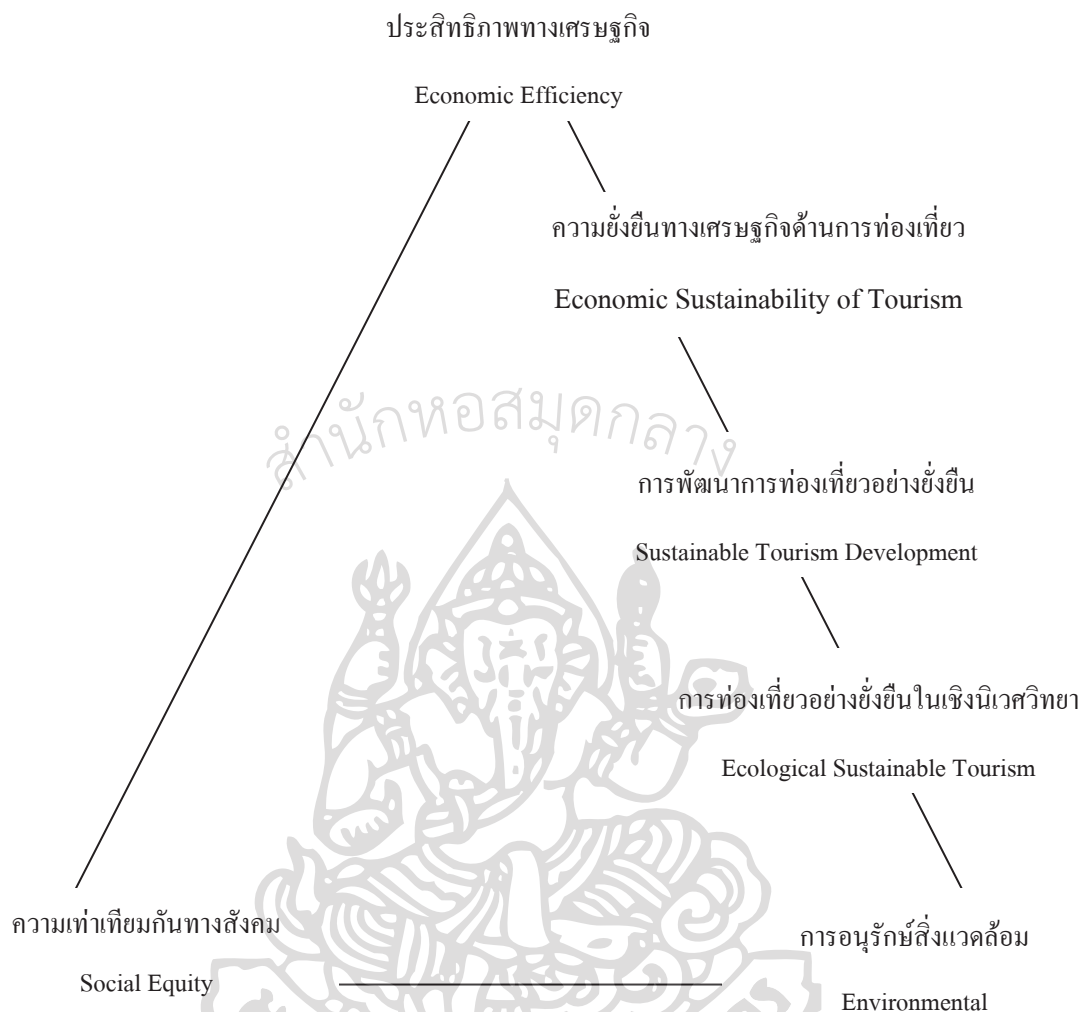 ประสิทธิภาพทางเศรษฐกิจ
Economic Efficiency
ความยั่งยืนทางเศรษฐกิจด้านการท่องเที่ยว
Economic Sustainability of Tourism
สำนักหอสมุดกลาง
การพัฒนาการท่องเที่ยวอย่างยั่งยืน
Sustainable Tourism Development
การท่องเที่ยวอย่างยั่งยืนในเชิงนิเวศวิทยา
Ecological Sustainable Tourism
ความเท่าเทียมกันทางสังคม
Social Equity
การอนุรักษ์สิ่งแวดล้อม
Environmental